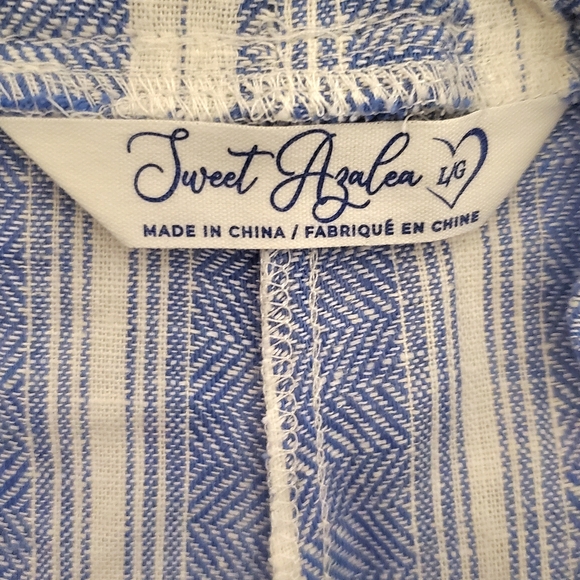 Sweet Azalea L/G
MADE IN CHINA / FABRIQUÉ EN CHINE